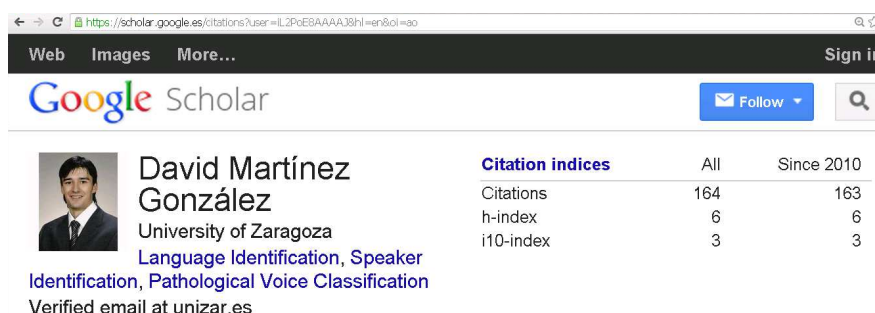 https://scholar.google.es/citations?user=iL2PoE8AAAAJ&hl=en&oi=ao
Web Images More... Sign in
Google Scholar Follow
David Martínez
González
University of Zaragoza
Language Identification, Speaker
Identification, Pathological Voice Classification
Verified email at unizar.es
Citation indices All Since 2010
Citations 164 163
h-index 6 6
i10-index 3 3